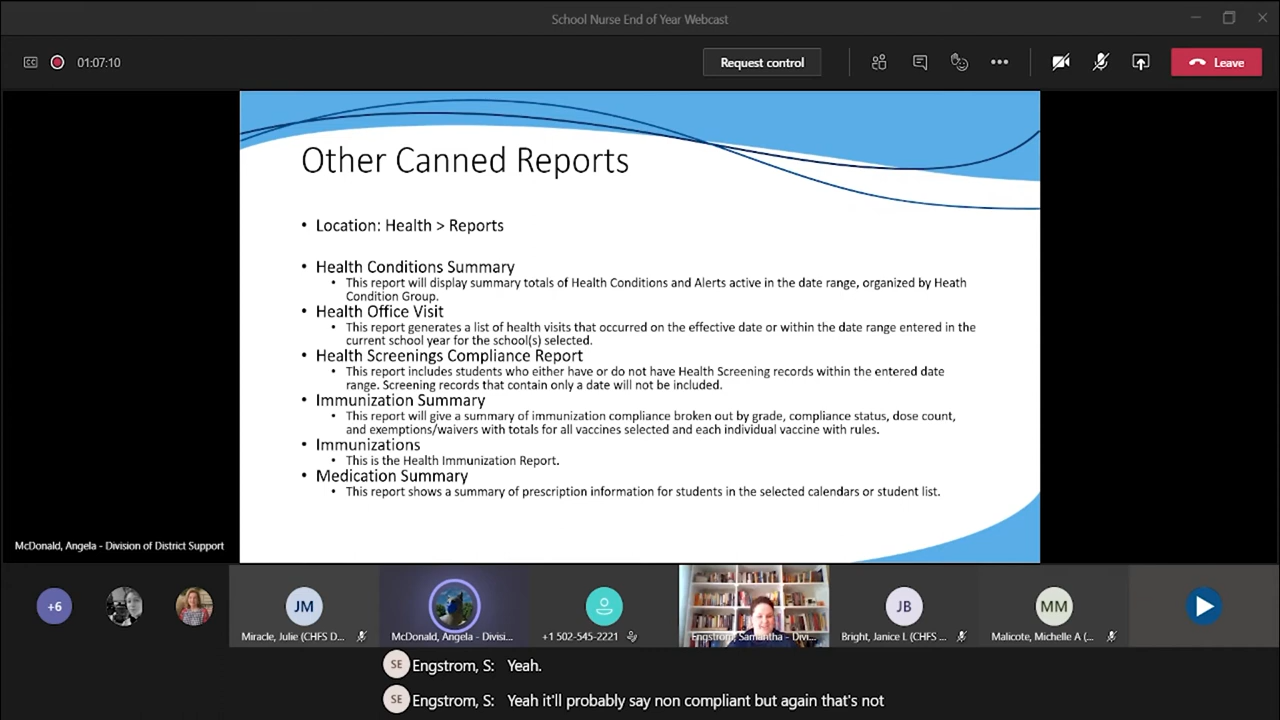 School Nurse End of Year Webcast
CC
01:07:10
Request control
Leave
Other Canned Reports
• Location: Health > Reports
• Health Conditions Summary
• This report will display summary totals of Health Conditions and Alerts active in the date range, organized by Heath
Condition Group.
• Health Office Visit
• This report generates a list of health visits that occurred on the effective date or within the date range entered in the
current school year for the school(s) selected.
• Health Screenings Compliance Report
• This report includes students who either have or do not have Health Screening records within the entered date
range. Screening records that contain only a date will not be included.
• Immunization Summary
• This report will give a summary of immunization compliance broken out by grade, compliance status, dose count,
and exemptions/waivers with totals for all vaccines selected and each individual vaccine with rules.
• Immunizations
• This is the Health Immunization Report.
• Medication Summary
• This report shows a summary of prescription information for students in the selected calendars or student list.
McDonald, Angela - Division of District Support
+6
JM
JB
MM
Miracle, Julie (CHFS D...
McDonald, Angela - Divisi...
+1 502-545-2221
Engstrom, Samantha - Divi...
Bright, Janice L (CHFS ...
Malicote, Michelle A (...
SE Engstrom, S: Yeah.
SE Engstrom, S: Yeah it'll probably say non compliant but again that's not